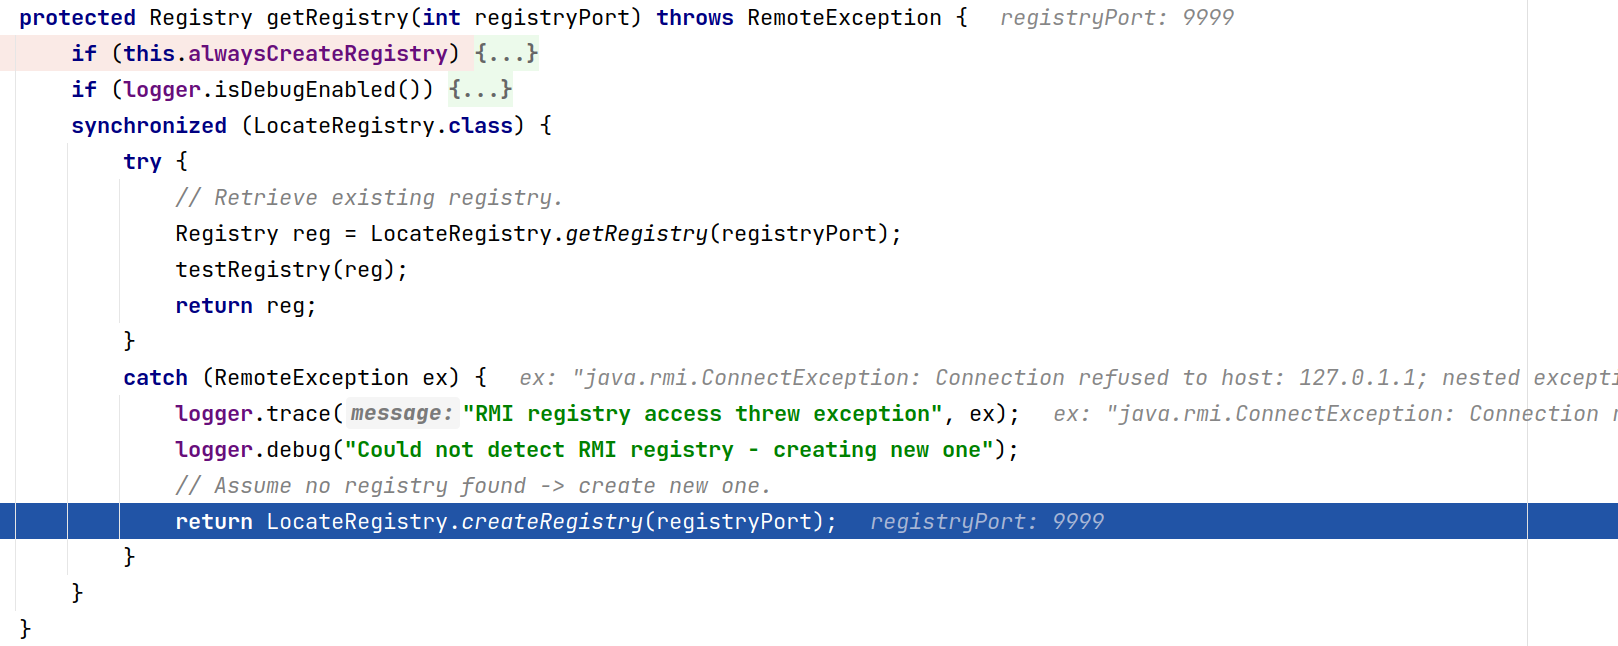 protected Registry getRegistry(int registryPort) throws RemoteException {   registryPort: 9999
    if (this.alwaysCreateRegistry) {...}
    if (logger.isDebugEnabled()) {...}
    synchronized (LocateRegistry.class) {
        try {
            // Retrieve existing registry.
            Registry reg = LocateRegistry.getRegistry(registryPort);
            testRegistry(reg);
            return reg;
        }
        catch (RemoteException ex) {   ex: "java.rmi.ConnectException: Connection refused to host: 127.0.1.1; nested excepti
            logger.trace( message: "RMI registry access threw exception", ex);   ex: "java.rmi.ConnectException: Connection
            logger.debug("Could not detect RMI registry - creating new one");
            // Assume no registry found -> create new one.
            return LocateRegistry.createRegistry(registryPort);   registryPort: 9999
        }
    }
}